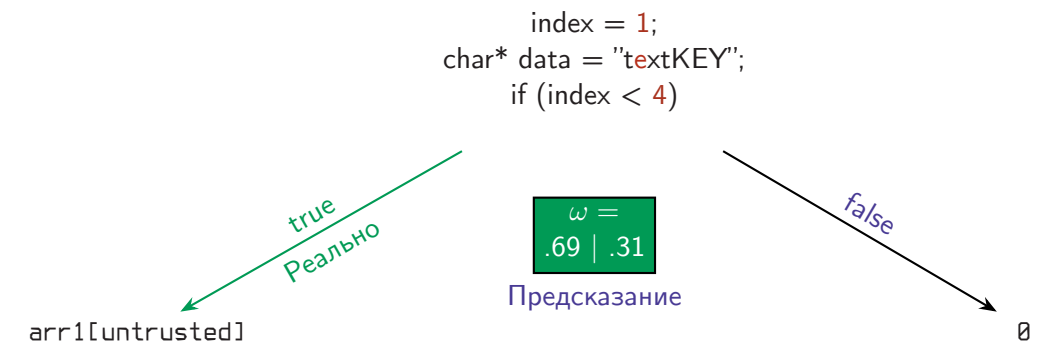 index = 1;
char* data = ”textKEY”;
if (index < 4)
true
Реально
ω =
.69 | .31
Предсказание
false
arr1[untrusted]
0